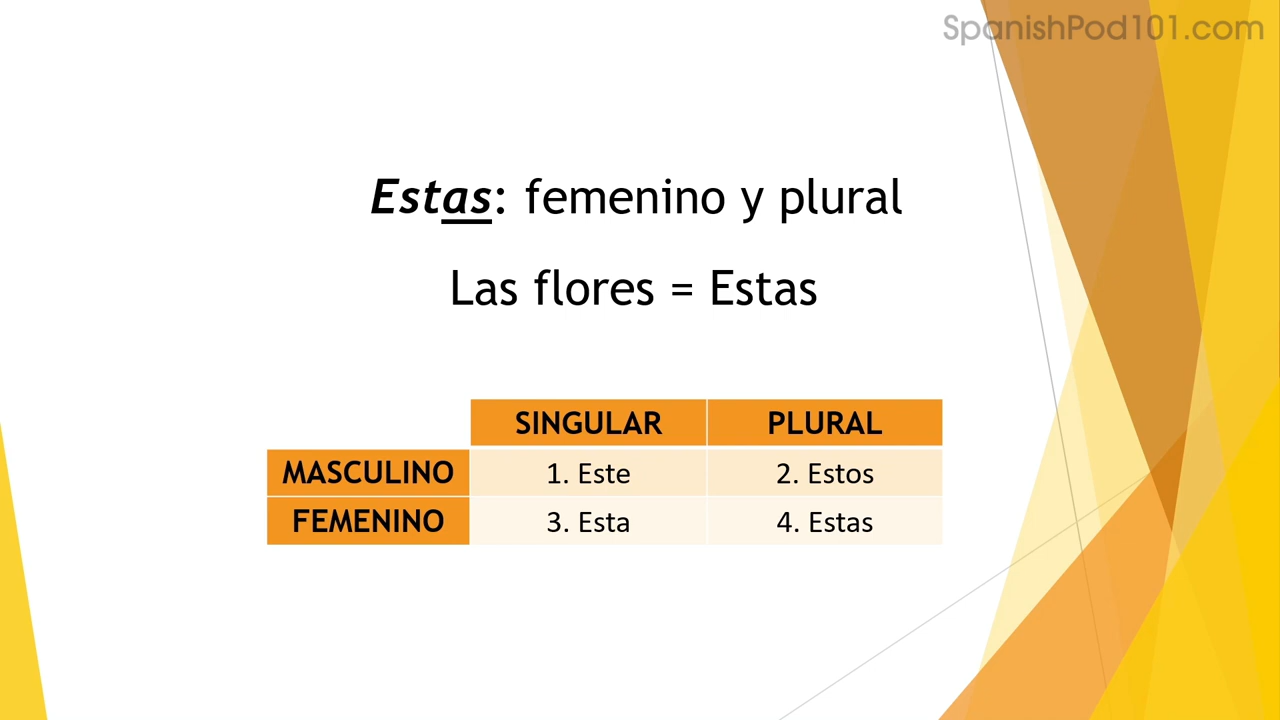 SpanishPod101.com
Estas: femenino y plural
Las flores = Estas
SINGULAR PLURAL
MASCULINO 1. Este 2. Estos
FEMENINO 3. Esta 4. Estas